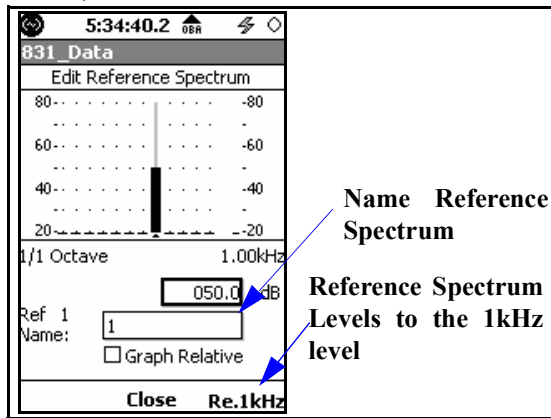 5:34:40.2 OBA
831_Data
Edit Reference Spectrum
80 -80
60 -60
40 -40
20 -20
1/1 Octave 1.00kHz
050.0 dB
Ref 1
Name: 1
Graph Relative
Close Re.1kHz
Name Reference
Spectrum
Reference Spectrum
Levels to the 1kHz
level